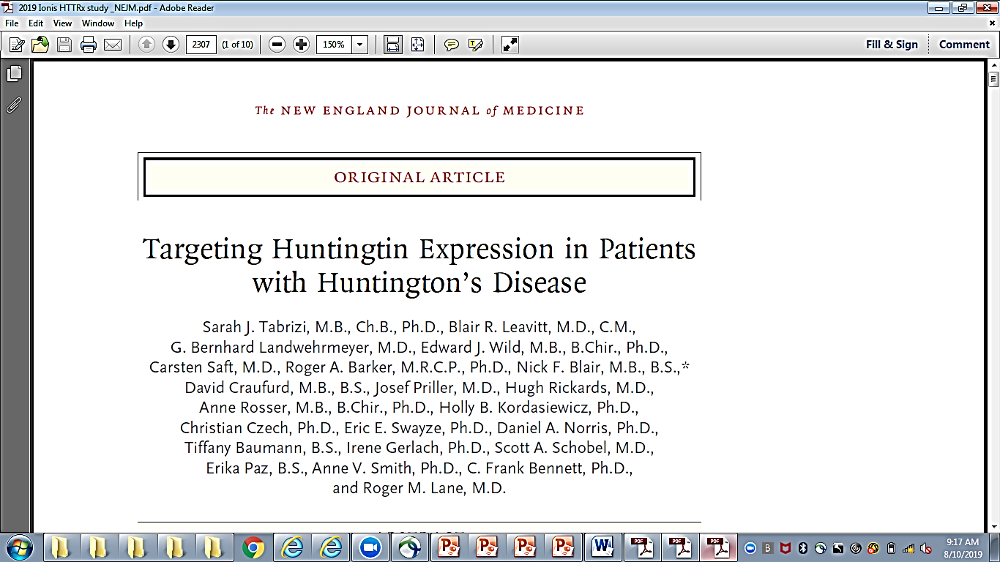 2019 Ionis HTTRx study _NEJM.pdf - Adobe Reader
File Edit View Window Help
2307 (1 of 10) 150% Fill & Sign Comment
The NEW ENGLAND JOURNAL of MEDICINE
ORIGINAL ARTICLE
Targeting Huntingtin Expression in Patients
with Huntington's Disease
Sarah J. Tabrizi, M.B., Ch.B., Ph.D., Blair R. Leavitt, M.D., C.M.,
G. Bernhard Landwehrmeyer, M.D., Edward J. Wild, M.B., B.Chir., Ph.D.,
Carsten Saft, M.D., Roger A. Barker, M.R.C.P., Ph.D., Nick F. Blair, M.B., B.S.,*
David Craufurd, M.B., B.S., Josef Priller, M.D., Hugh Rickards, M.D.,
Anne Rosser, M.B., B.Chir., Ph.D., Holly B. Kordasiewicz, Ph.D.,
Christian Czech, Ph.D., Eric E. Swayze, Ph.D., Daniel A. Norris, Ph.D.,
Tiffany Baumann, B.S., Irene Gerlach, Ph.D., Scott A. Schobel, M.D.,
Erika Paz, B.S., Anne V. Smith, Ph.D., C. Frank Bennett, Ph.D.,
and Roger M. Lane, M.D.
9:17 AM
8/10/2019